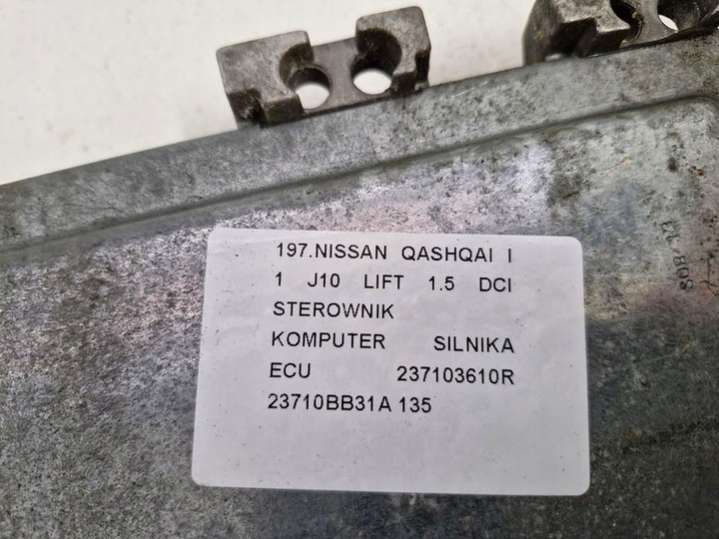 197.NISSAN QASHQAI I
1 J10 LIFT 1.5 DCI
STEROWNIK
KOMPUTER SILNIKA
ECU 237103610R
23710BB31A 135